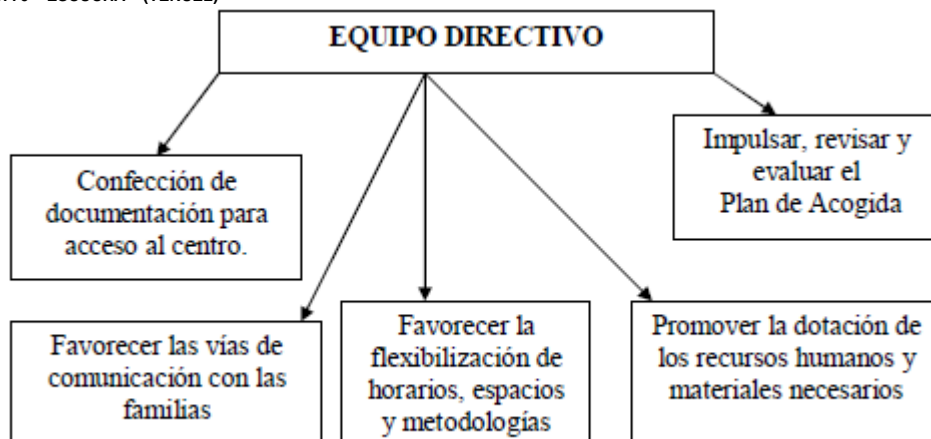 EQUIPO DIRECTIVO
Impulsar, revisar y
evaluar el
Plan de Acogida
Confección de
documentación para
acceso al centro.
Favorecer las vías de
comunicación con las
familias
Favorecer la
flexibilización de
horarios, espacios
y metodologías
Promover la dotación de
los recursos humanos y
materiales necesarios